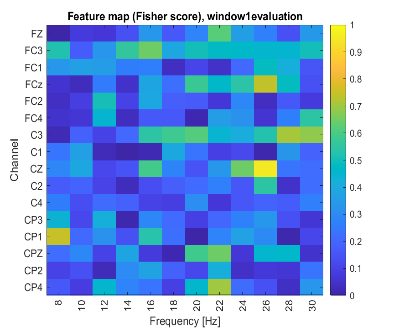 Feature map (Fisher score), window1evaluation
FZ
FC3
FC1
FCz
FC2
FC4
C3
C1
CZ
C2
C4
CP3
CP1
CPZ
CP2
CP4
Channel
8 10 12 14 16 18 20 22 24 26 28 30
Frequency [Hz]
1
0.9
0.8
0.7
0.6
0.5
0.4
0.3
0.2
0.1
0